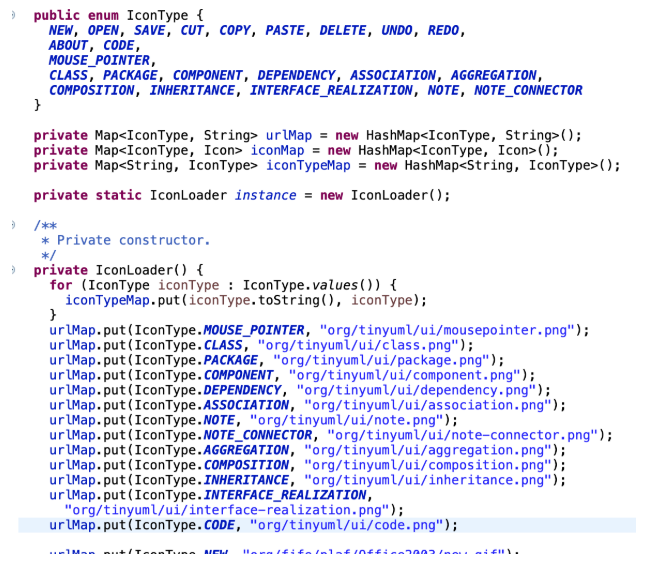 public enum IconType {
NEW, OPEN, SAVE, CUT, COPY, PASTE, DELETE, UNDO, REDO,
ABOUT, CODE,
MOUSE_POINTER,
CLASS, PACKAGE, COMPONENT, DEPENDENCY, ASSOCIATION, AGGREGATION,
COMPOSITION, INHERITANCE, INTERFACE_REALIZATION, NOTE, NOTE_CONNECTOR
}
private Map<IconType, String> urlMap = new HashMap<IconType, String>();
private Map<IconType, Icon> iconMap = new HashMap<IconType, Icon>();
private Map<String, IconType> iconTypeMap = new HashMap<String, IconType>();
private static IconLoader instance = new IconLoader();
/**
* Private constructor.
*/
private IconLoader() {
for (IconType iconType : IconType.values()) {
iconTypeMap.put(iconType.toString(), iconType);
}
urlMap.put(IconType.MOUSE_POINTER, "org/tinyuml/ui/mousepointer.png");
urlMap.put(IconType.CLASS, "org/tinyuml/ui/class.png");
urlMap.put(IconType.PACKAGE, "org/tinyuml/ui/package.png");
urlMap.put(IconType.COMPONENT, "org/tinyuml/ui/component.png");
urlMap.put(IconType.DEPENDENCY, "org/tinyuml/ui/dependency.png");
urlMap.put(IconType.ASSOCIATION, "org/tinyuml/ui/association.png");
urlMap.put(IconType.NOTE, "org/tinyuml/ui/note.png");
urlMap.put(IconType.NOTE_CONNECTOR, "org/tinyuml/ui/note-connector.png");
urlMap.put(IconType.AGGREGATION, "org/tinyuml/ui/aggregation.png");
urlMap.put(IconType.COMPOSITION, "org/tinyuml/ui/composition.png");
urlMap.put(IconType.INHERITANCE, "org/tinyuml/ui/inheritance.png");
urlMap.put(IconType.INTERFACE_REALIZATION,
"org/tinyuml/ui/interface-realization.png");
urlMap.put(IconType.CODE, "org/tinyuml/ui/code.png");